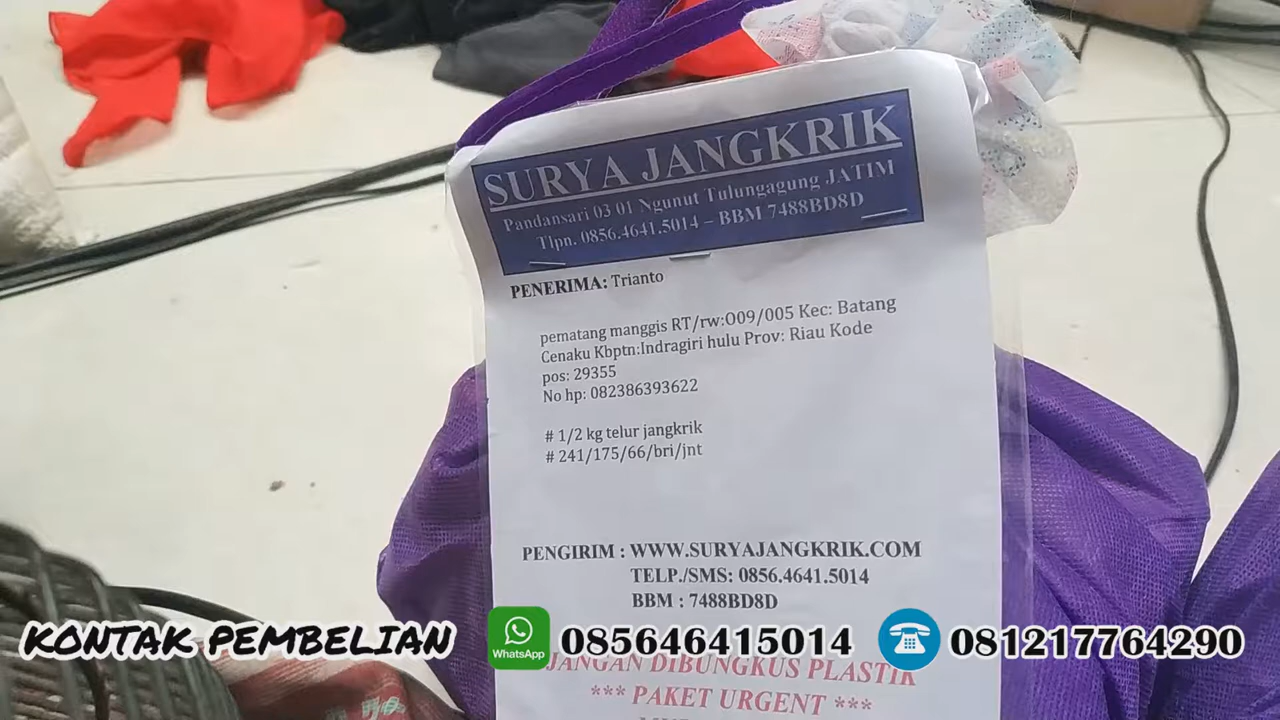 SURYA JANGKRIK
Pandansari 03 01 Ngunut Tulungagung JATIM
Tlpn. 0856.4641.5014 – BBM 7488BD8D
PENERIMA: Trianto
pematang manggis RT/rw:O09/005 Kec: Batang
Cenaku Kbptn:Indragiri hulu Prov: Riau Kode
pos: 29355
No hp: 082386393622
# 1/2 kg telur jangkrik
# 241/175/66/bri/jnt
PENGIRIM : WWW.SURYAJANGKRIK.COM
TELP./SMS: 0856.4641.5014
BBM : 7488BD8D
KONTAK PEMBELIAN
WhatsApp
085646415014
081217764290
JANGAN DiBUNGKUS PLASTIK
*** PAKET URGENT ***